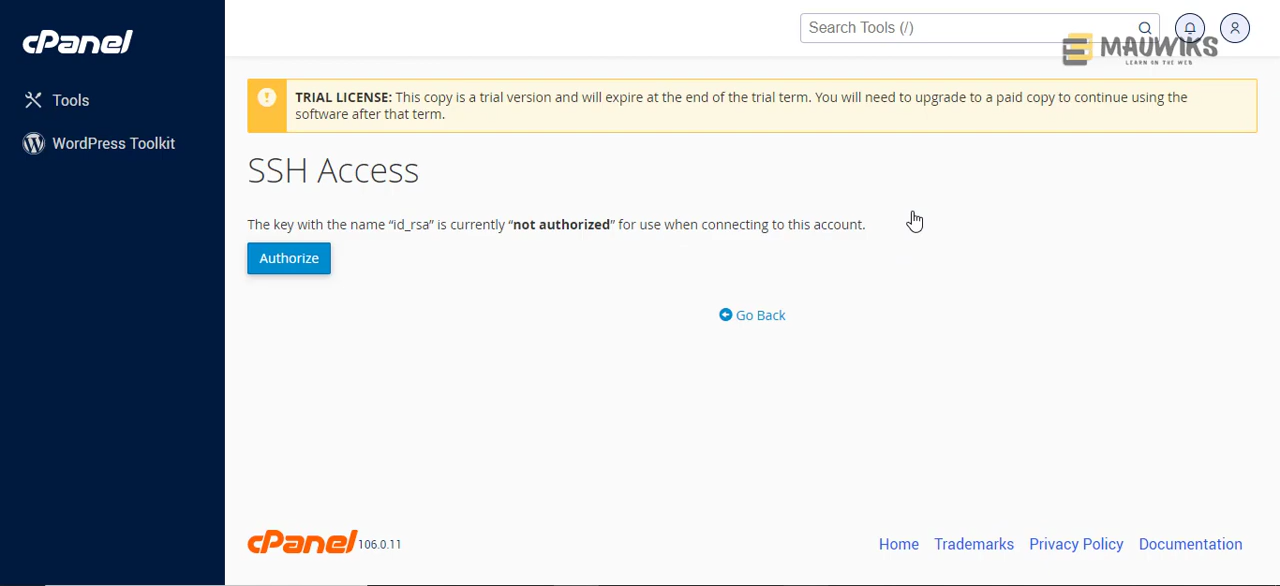 cPanel
Search Tools (/)
MAUWIKS
LEARN ON THE WEB
Tools
WordPress Toolkit
TRIAL LICENSE: This copy is a trial version and will expire at the end of the trial term. You will need to upgrade to a paid copy to continue using the
software after that term.
SSH Access
The key with the name “id_rsa” is currently “not authorized” for use when connecting to this account.
Authorize
Go Back
cPanel 106.0.11
Home Trademarks Privacy Policy Documentation